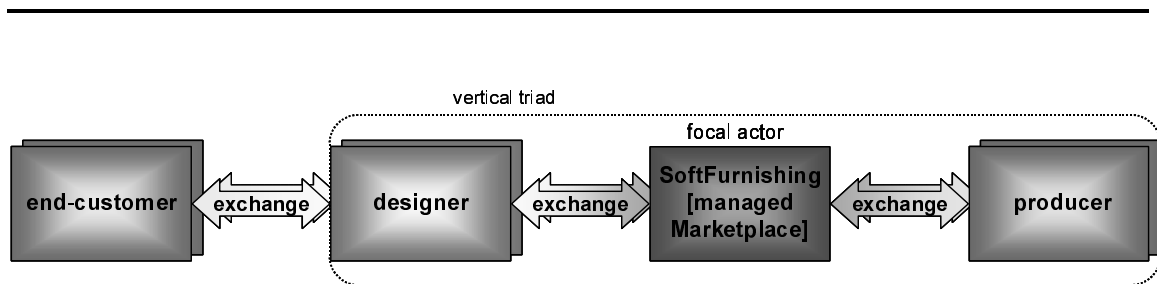 vertical triad
focal actor
end-customer
exchange
designer
exchange
SoftFurnishing
[managed
Marketplace]
exchange
producer